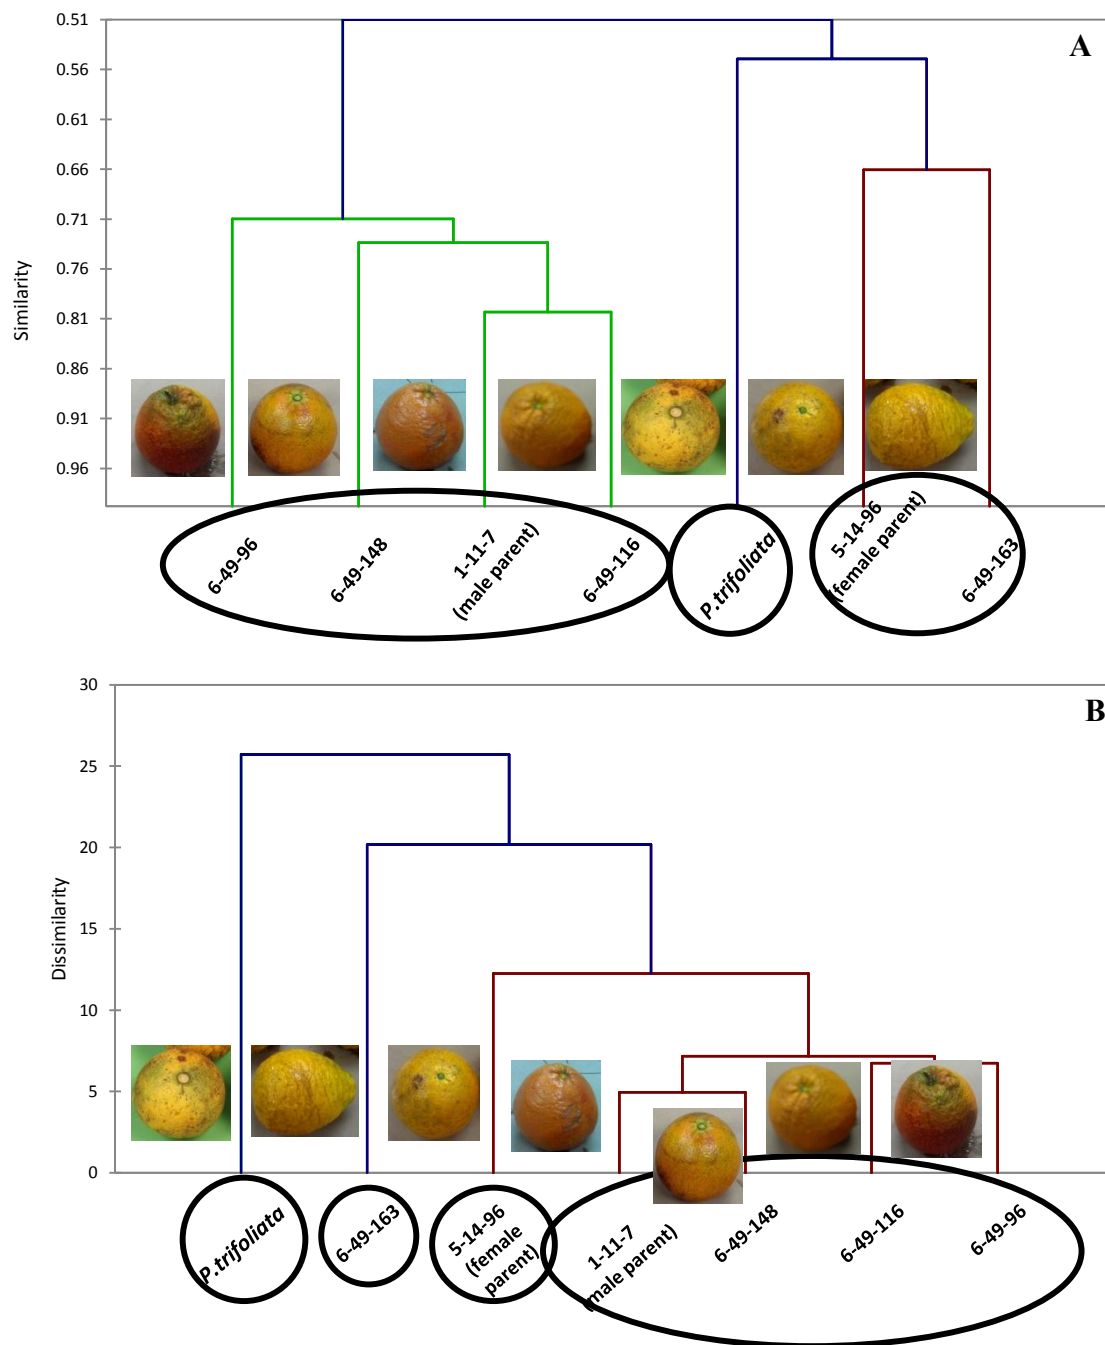 A
Similarity
0.51
0.56
0.61
0.66
0.71
0.76
0.81
0.86
0.91
0.96
6-49-96
6-49-148
1-11-7
(male parent)
6-49-116
P.trifoliata
5-14-96
(female parent)
6-49-163
B
Dissimilarity
30
25
20
15
10
5
0
P.trifoliata
6-49-163
5-14-96
(female
parent)
1-11-7
(male parent)
6-49-148
6-49-116
6-49-96